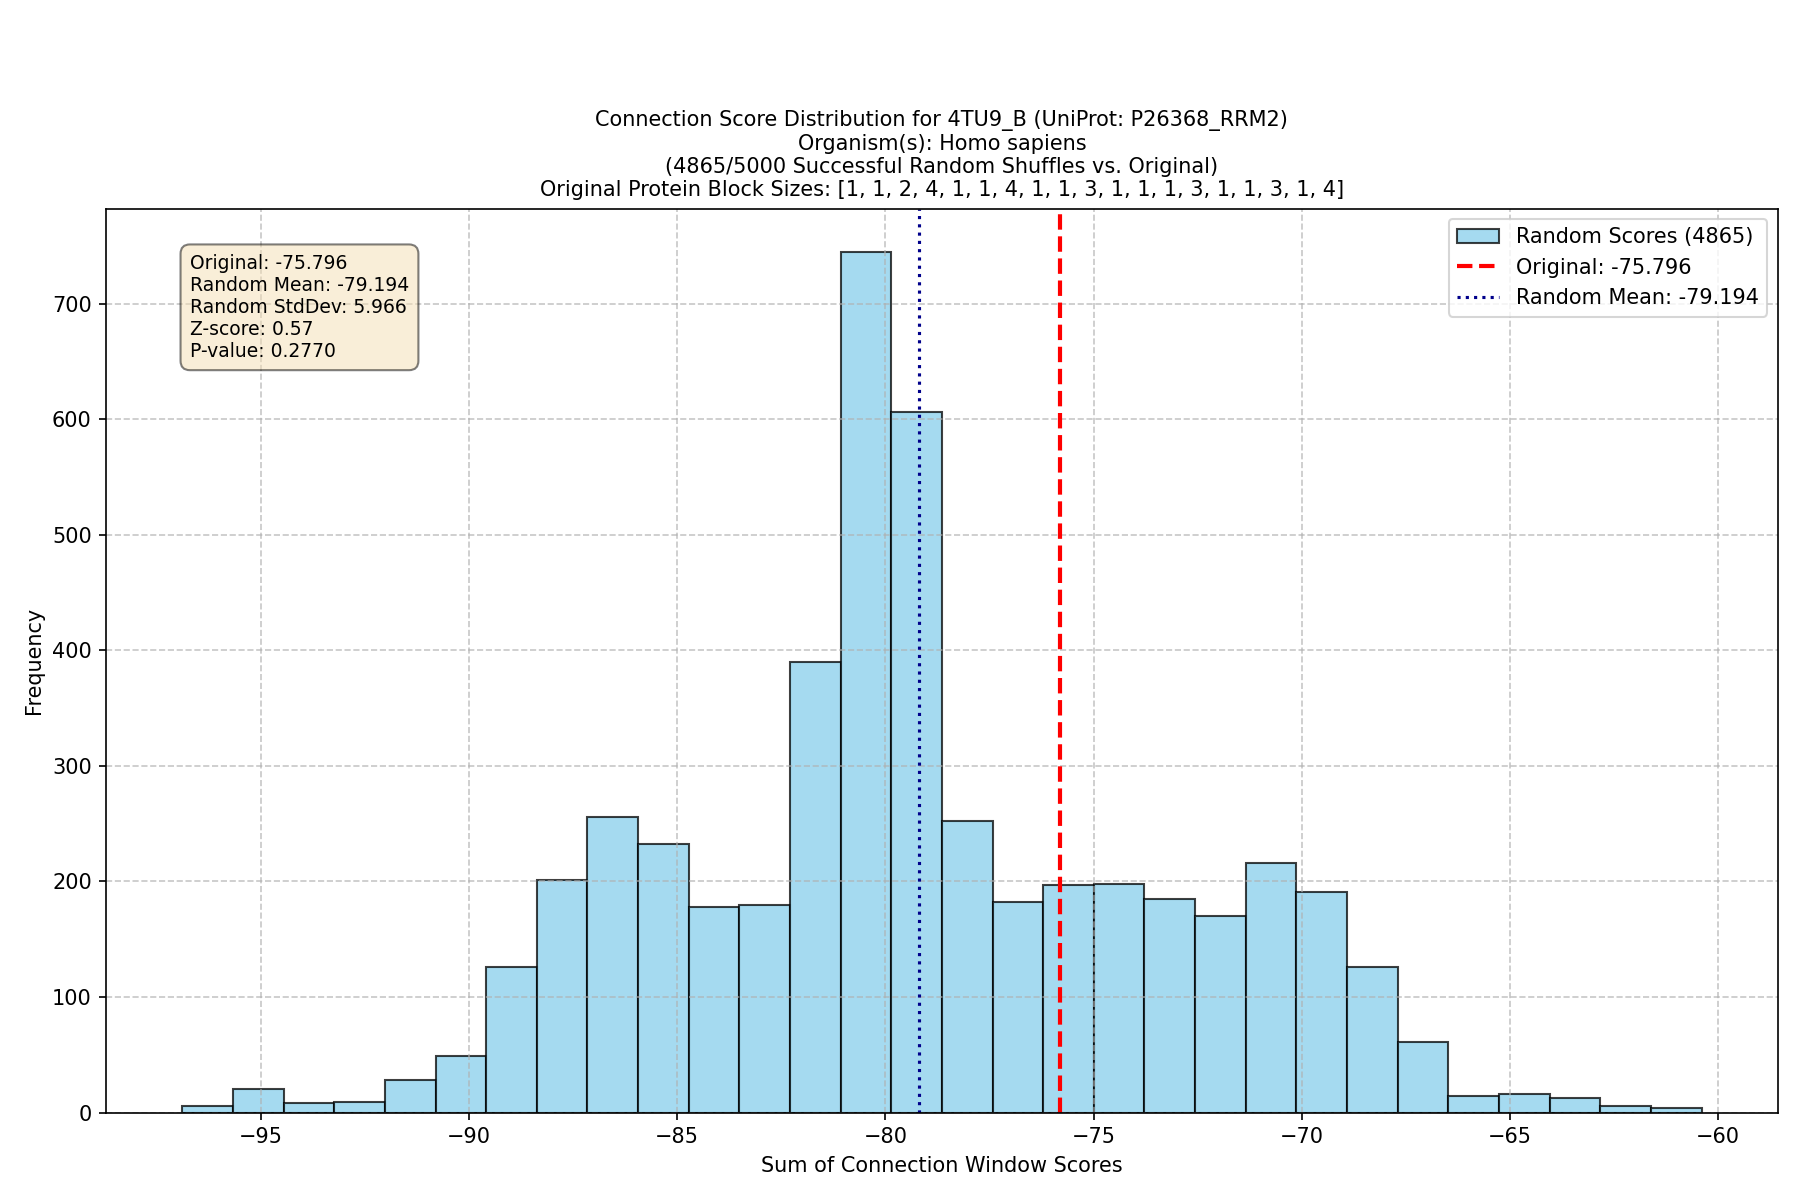 Connection Score Distribution for 4TU9_B (UniProt: P26368_RRM2)
Organism(s): Homo sapiens
(4865/5000 Successful Random Shuffles vs. Original)
Original Protein Block Sizes: [1, 1, 2, 4, 1, 1, 4, 1, 1, 3, 1, 1, 1, 3, 1, 1, 3, 1, 4]
Original: -75.796
Random Mean: -79.194
Random StdDev: 5.966
Z-score: 0.57
P-value: 0.2770
Random Scores (4865)
Original: -75.796
Random Mean: -79.194
Frequency
700
600
500
400
300
200
100
0
−95
−90
−85
−80
−75
−70
−65
−60
Sum of Connection Window Scores